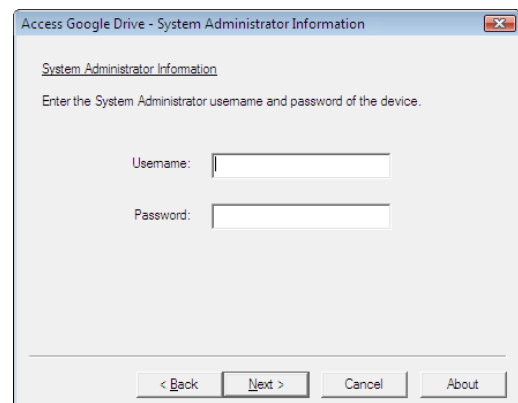 Access Google Drive - System Administrator Information
System Administrator Information
Enter the System Administrator username and password of the device.
Username:
Password:
< Back
Next >
Cancel
About